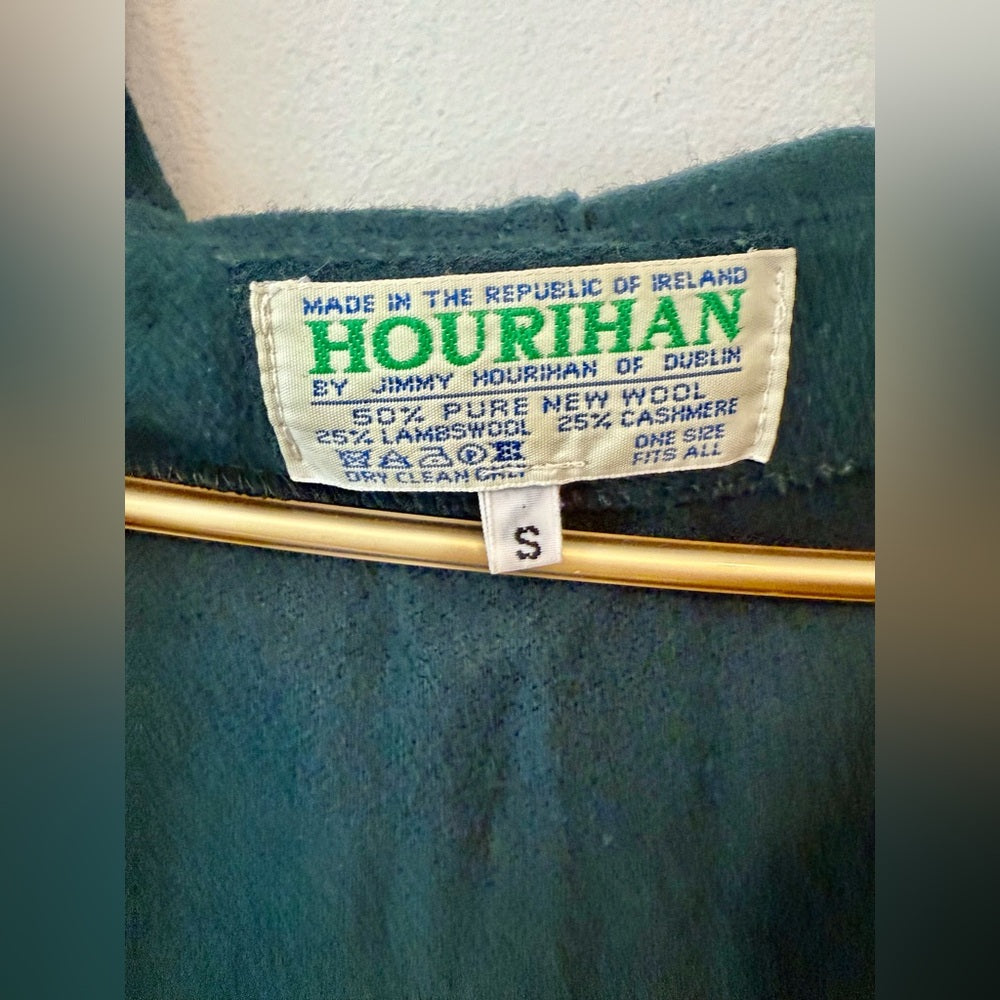 MADE IN THE REPUBLIC OF IRELAND
HOURIHAN
BY JIMMY HOURIHAN OF DUBLIN
50% PURE NEW WOOL
25% LAMBSWOOL 25% CASHMERE
ONE SIZE
FITS ALL
DRY CLEAN ONLY
S